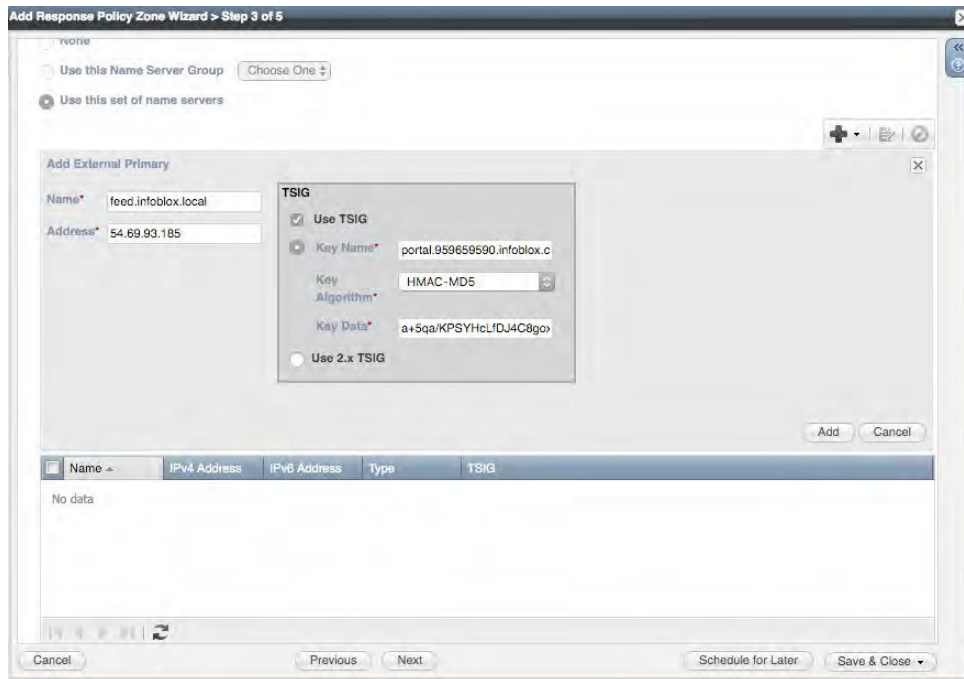 Add Response Policy Zone Wizard > Step 3 of 5
None
Use this Name Server Group Choose One
Use this set of name servers
Add External Primary
Name* feed.infoblox.local
Address* 54.69.93.185
TSIG
Use TSIG
Key Name* portal.959659590.infoblox.c
Key Algorithm* HMAC-MD5
Key Data* a+5qa/KPSYHcLfDJ4C8gox
Use 2.x TSIG
Add Cancel
Name IPv4 Address IPv6 Address Type TSIG
No data
Cancel Previous Next Schedule for Later Save & Close